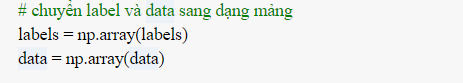 # chuyển label và data sang dạng mảng
labels = np.array(labels)
data = np.array(data)